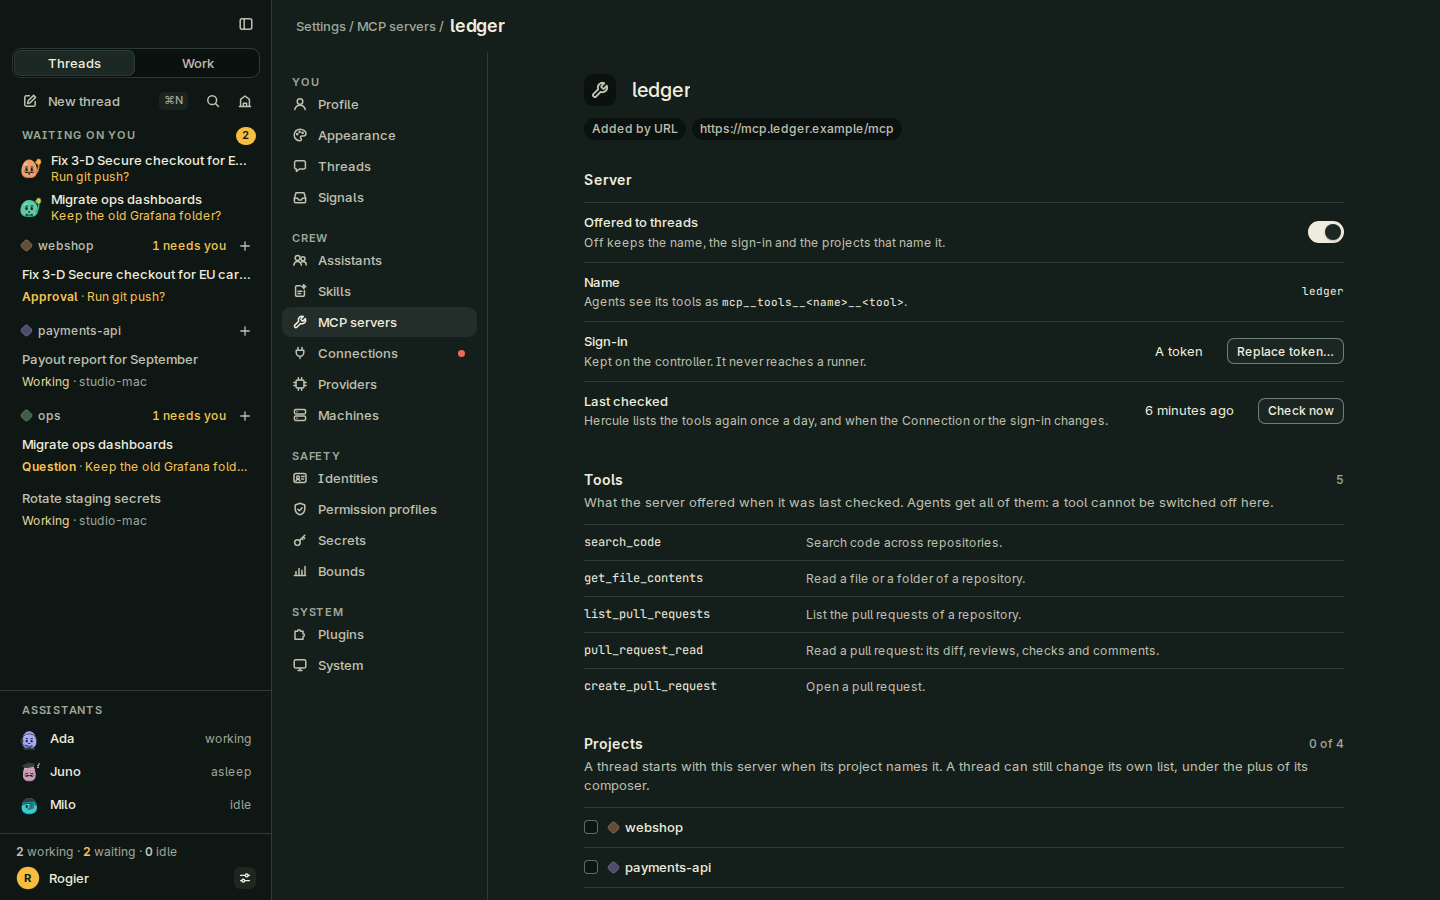 Threads
Work
New thread
⌘N
WAITING ON YOU
2
Fix 3-D Secure checkout for E...
Run git push?
Migrate ops dashboards
Keep the old Grafana folder?
webshop
1 needs you
Fix 3-D Secure checkout for EU car...
Approval · Run git push?
payments-api
Payout report for September
Working · studio-mac
ops
1 needs you
Migrate ops dashboards
Question · Keep the old Grafana fold...
Rotate staging secrets
Working · studio-mac
ASSISTANTS
Ada
working
Juno
asleep
Milo
idle
2 working · 2 waiting · 0 idle
R
Rogier
Settings / MCP servers / ledger
YOU
Profile
Appearance
Threads
Signals
CREW
Assistants
Skills
MCP servers
Connections
Providers
Machines
SAFETY
Identities
Permission profiles
Secrets
Bounds
SYSTEM
Plugins
System
ledger
Added by URL
https://mcp.ledger.example/mcp
Server
Offered to threads
Off keeps the name, the sign-in and the projects that name it.
Name
Agents see its tools as mcp__tools__<name>__<tool>.
ledger
Sign-in
Kept on the controller. It never reaches a runner.
A token
Replace token...
Last checked
Hercule lists the tools again once a day, and when the Connection or the sign-in changes.
6 minutes ago
Check now
Tools
5
What the server offered when it was last checked. Agents get all of them: a tool cannot be switched off here.
search_code
Search code across repositories.
get_file_contents
Read a file or a folder of a repository.
list_pull_requests
List the pull requests of a repository.
pull_request_read
Read a pull request: its diff, reviews, checks and comments.
create_pull_request
Open a pull request.
Projects
0 of 4
A thread starts with this server when its project names it. A thread can still change its own list, under the plus of its
composer.
webshop
payments-api